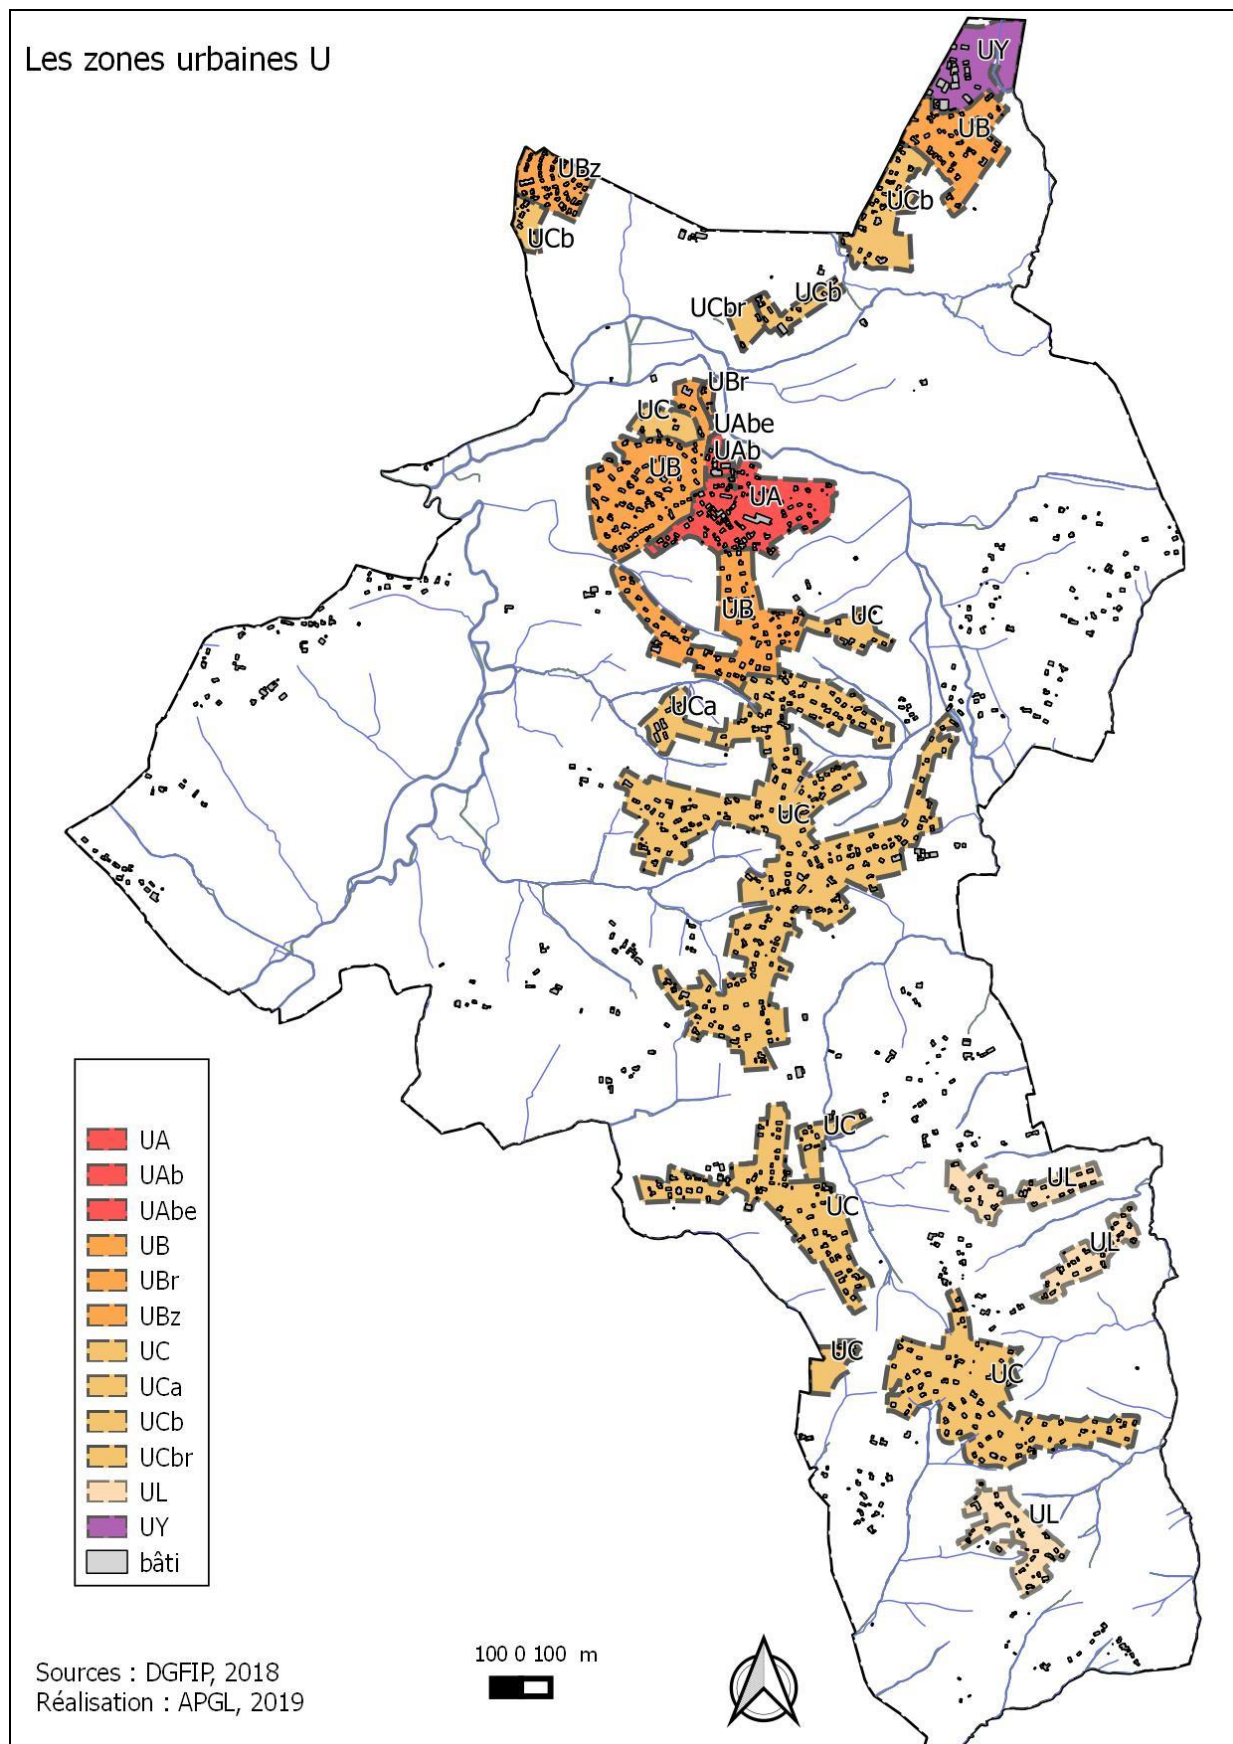 Les zones urbaines U
UY
UB
UBz
UCb
UCb
UCb
UCbr
UBr
UC
UAbe
UAb
UB
UA
UB
UC
UCa
UC
UC
UL
UC
UL
UC
UC
UL
UA
UAb
UAbe
UB
UBr
UBz
UC
UCa
UCb
UCbr
UL
UY
bâti
100 0 100 m
Sources : DGFIP, 2018
Réalisation : APGL, 2019